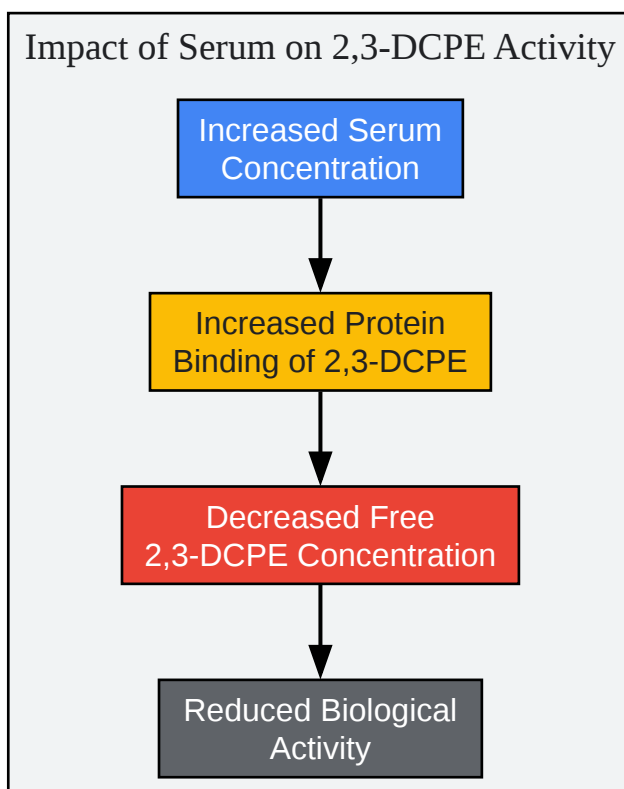 Impact of Serum on 2,3-DCPE Activity
Increased Serum
Concentration
Increased Protein
Binding of 2,3-DCPE
Decreased Free
2,3-DCPE Concentration
Reduced Biological
Activity